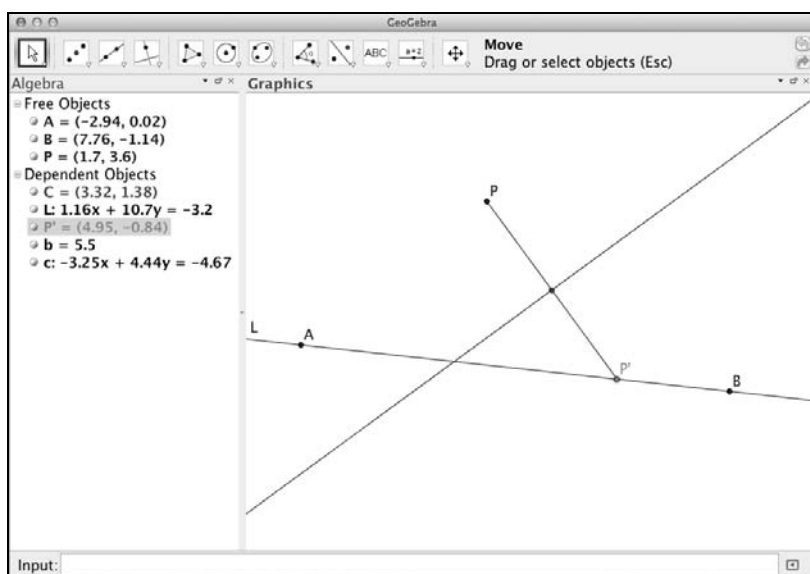 GeoGebra
ABC
a=2
Move
Drag or select objects (Esc)
Algebra
Graphics
Free Objects
A = (-2.94, 0.02)
B = (7.76, -1.14)
P = (1.7, 3.6)
Dependent Objects
C = (3.32, 1.38)
L: 1.16x + 10.7y = -3.2
P' = (4.95, -0.84)
b = 5.5
c: -3.25x + 4.44y = -4.67
P
L
A
P'
B
Input: